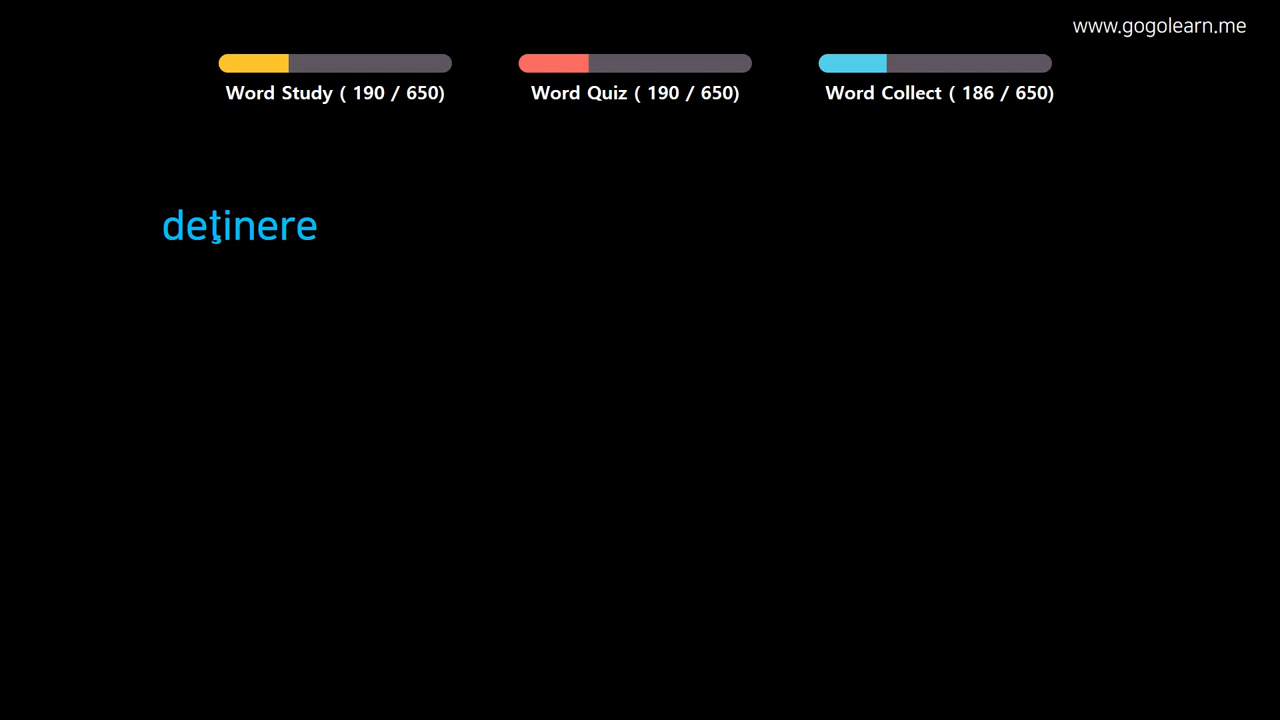 www.gogolearn.me
Word Study ( 190 / 650)
Word Quiz ( 190 / 650)
Word Collect ( 186 / 650)
deţinere